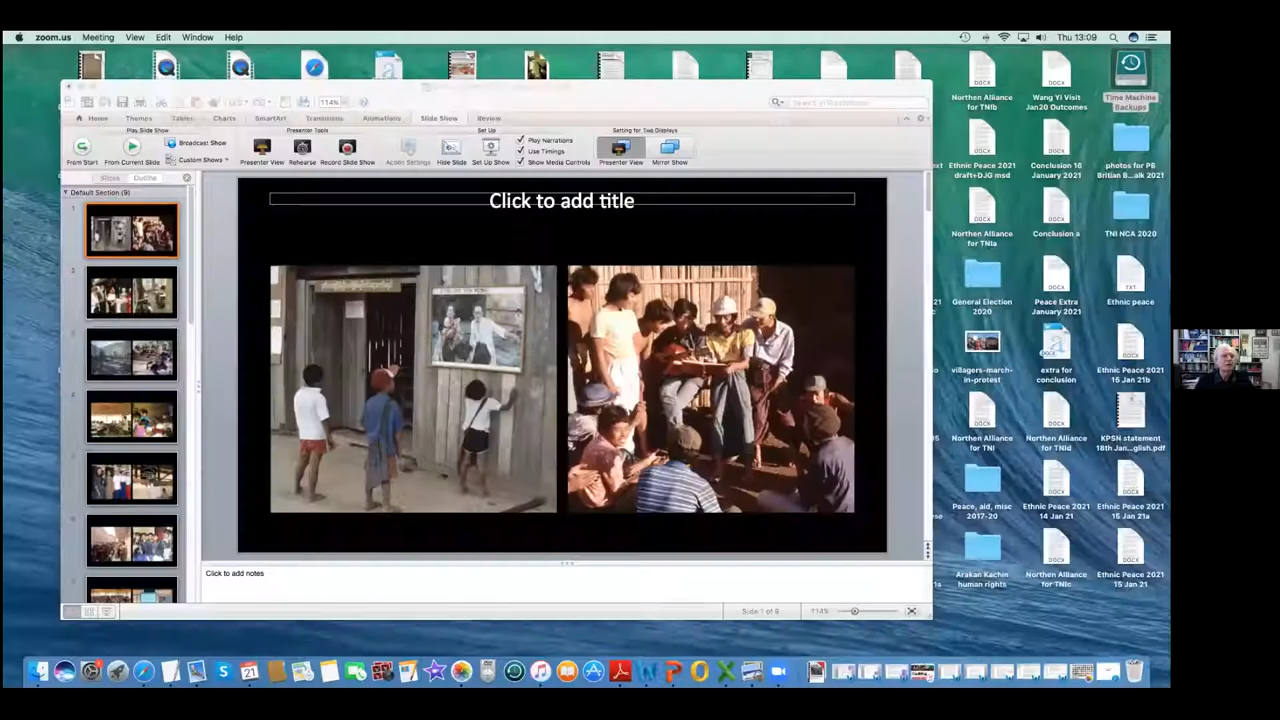 zoom.us Meeting View Edit Window Help
Thu 13:09
114%
Home Themes Tables Charts SmartArt Transitions Animations Slide Show Review
Play Slide Show Presenter Tools Set Up Setting for Two Displays
From Start From Current Slide Broadcast Show Custom Shows Presenter View Rehearse Record Slide Show Action Settings Hide Slide Set Up Show
Play Narrations
Use Timings
Show Media Controls
Presenter View Mirror Show
Slides Outline
Default Section (9)
1
Click to add title
Click to add notes
Slide 1 of 9 114%
Northen Alliance
for TNIb
Wang Yi Visit
Jan20 Outcomes
Time Machine
Backups
Ethnic Peace 2021
draft+DJG msd
Conclusion 16
January 2021
photos for PB
Britian B...alk 2021
Northen Alliance
for TNIa
Conclusion a
TNI NCA 2020
General Election
2020
Peace Extra
January 2021
Ethnic peace
villagers-march-
in-protest
extra for
conclusion
Ethnic Peace 2021
15 Jan 21b
Northen Alliance
for TNI
Northen Alliance
for TNId
KPSN statement
18th Jan...glish.pdf
Peace, aid, misc
2017-20
Ethnic Peace 2021
14 Jan 21
Ethnic Peace 2021
15 Jan 21a
Arakan Kachin
human rights
Northen Alliance
for TNIc
Ethnic Peace 2021
15 Jan 21
DOCX
TXT
21